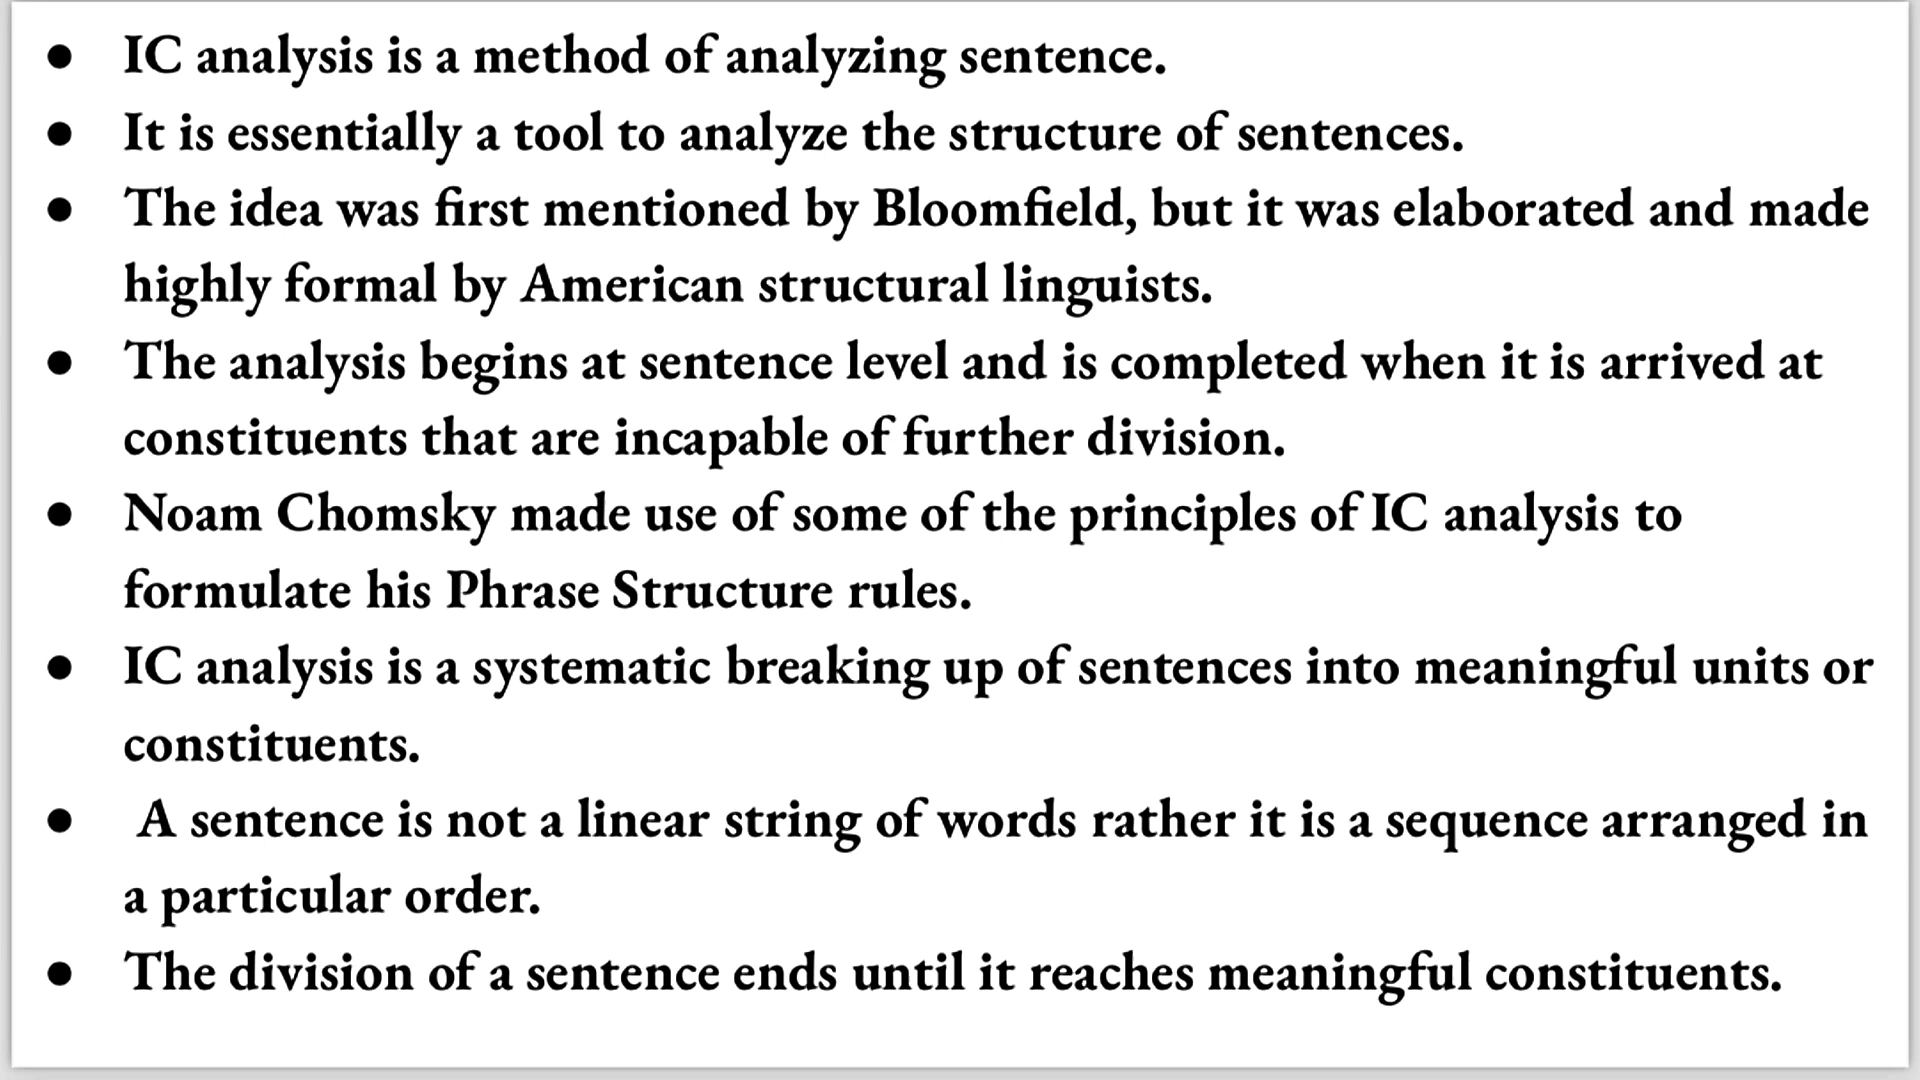 ● IC analysis is a method of analyzing sentence.
● It is essentially a tool to analyze the structure of sentences.
● The idea was first mentioned by Bloomfield, but it was elaborated and made
highly formal by American structural linguists.
● The analysis begins at sentence level and is completed when it is arrived at
constituents that are incapable of further division.
● Noam Chomsky made use of some of the principles of IC analysis to
formulate his Phrase Structure rules.
● IC analysis is a systematic breaking up of sentences into meaningful units or
constituents.
● A sentence is not a linear string of words rather it is a sequence arranged in
a particular order.
● The division of a sentence ends until it reaches meaningful constituents.